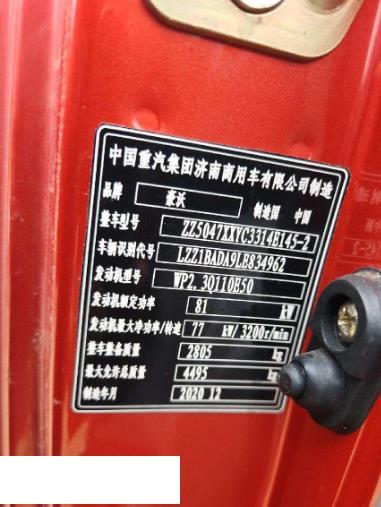 中国重汽集团济南商用车有限公司制造
品牌 豪沃 制造国 中国
整车型号 ZZ5047XXYC3314E145-2
车辆识别代号 LZZ1BADA9LE834962
发动机型号 WP2.3Q110E50
发动机额定功率 81 kW
发动机最大净功率/转速 77 kW/3200r/min
整车整备质量 2805 kg
最大允许总质量 4495 kg
制造年月 2020 12